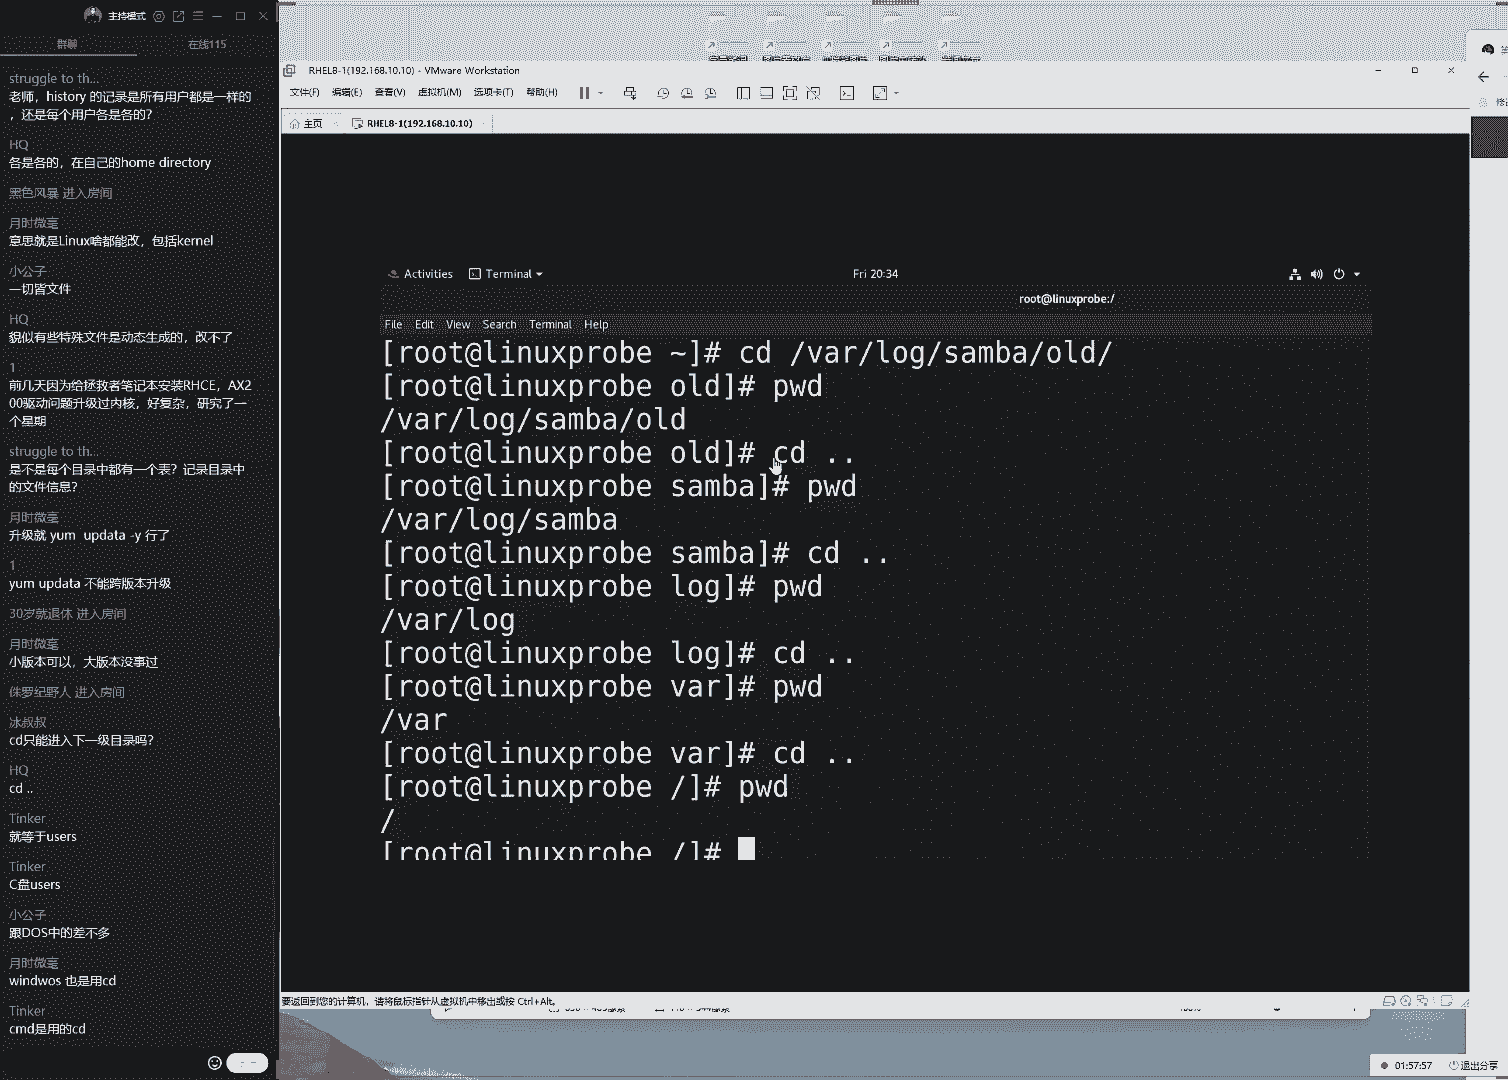 主持模式
群聊
在线115
struggle to th...
老师，history 的记录是所有用户都是一样的
，还是每个用户各是各的？
HQ
各是各的，在自己的home directory
黑色风暴 进入房间
月时微毫
意思就是Linux啥都能改，包括kernel
小公子
一切皆文件
HQ
貌似有些特殊文件是动态生成的，改不了
1
前几天因为给拯救者笔记本安装RHCE，AX2
00驱动问题升级过内核，好复杂，研究了一
个星期
struggle to th...
是不是每个目录中都有一个表？记录目录中
的文件信息？
月时微毫
升级就 yum updata -y 行了
1
yum updata 不能跨版本升级
30岁就退休 进入房间
月时微毫
小版本可以，大版本没事过
侏罗纪野人 进入房间
冰叔叔
cd只能进入下一级目录吗？
HQ
cd ..
Tinker
就等于users
Tinker
C盘users
小公子
跟DOS中的差不多
月时微毫
windwos 也是用cd
Tinker
cmd是用的cd
RHEL8-1(192.168.10.10) - VMware Workstation
文件(F) 编辑(E) 查看(V) 虚拟机(M) 选项卡(T) 帮助(H)
主页 RHEL8-1(192.168.10.10)
Activities Terminal Fri 20:34
root@linuxprobe:/
File Edit View Search Terminal Help
[root@linuxprobe ~]# cd /var/log/samba/old/
[root@linuxprobe old]# pwd
/var/log/samba/old
[root@linuxprobe old]# cd ..
[root@linuxprobe samba]# pwd
/var/log/samba
[root@linuxprobe samba]# cd ..
[root@linuxprobe log]# pwd
/var/log
[root@linuxprobe log]# cd ..
[root@linuxprobe var]# pwd
/var
[root@linuxprobe var]# cd ..
[root@linuxprobe /]# pwd
/
[root@linuxprobe /]#
要返回到您的计算机，请将鼠标指针从虚拟机中移出或按 Ctrl+Alt。
01:57:57 退出分享